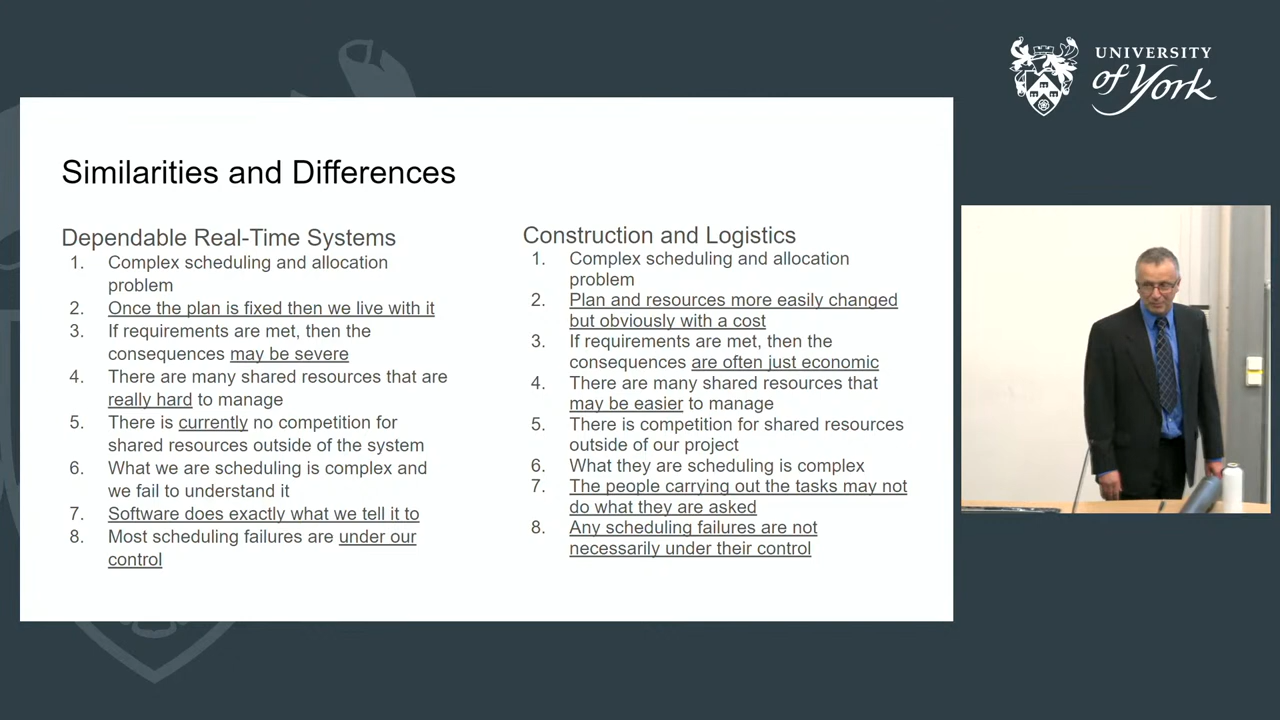 UNIVERSITY
of York
Similarities and Differences
Dependable Real-Time Systems
1. Complex scheduling and allocation
problem
2. Once the plan is fixed then we live with it
3. If requirements are met, then the
consequences may be severe
4. There are many shared resources that are
really hard to manage
5. There is currently no competition for
shared resources outside of the system
6. What we are scheduling is complex and
we fail to understand it
7. Software does exactly what we tell it to
8. Most scheduling failures are under our
control
Construction and Logistics
1. Complex scheduling and allocation
problem
2. Plan and resources more easily changed
but obviously with a cost
3. If requirements are met, then the
consequences are often just economic
4. There are many shared resources that
may be easier to manage
5. There is competition for shared resources
outside of our project
6. What they are scheduling is complex
7. The people carrying out the tasks may not
do what they are asked
8. Any scheduling failures are not
necessarily under their control